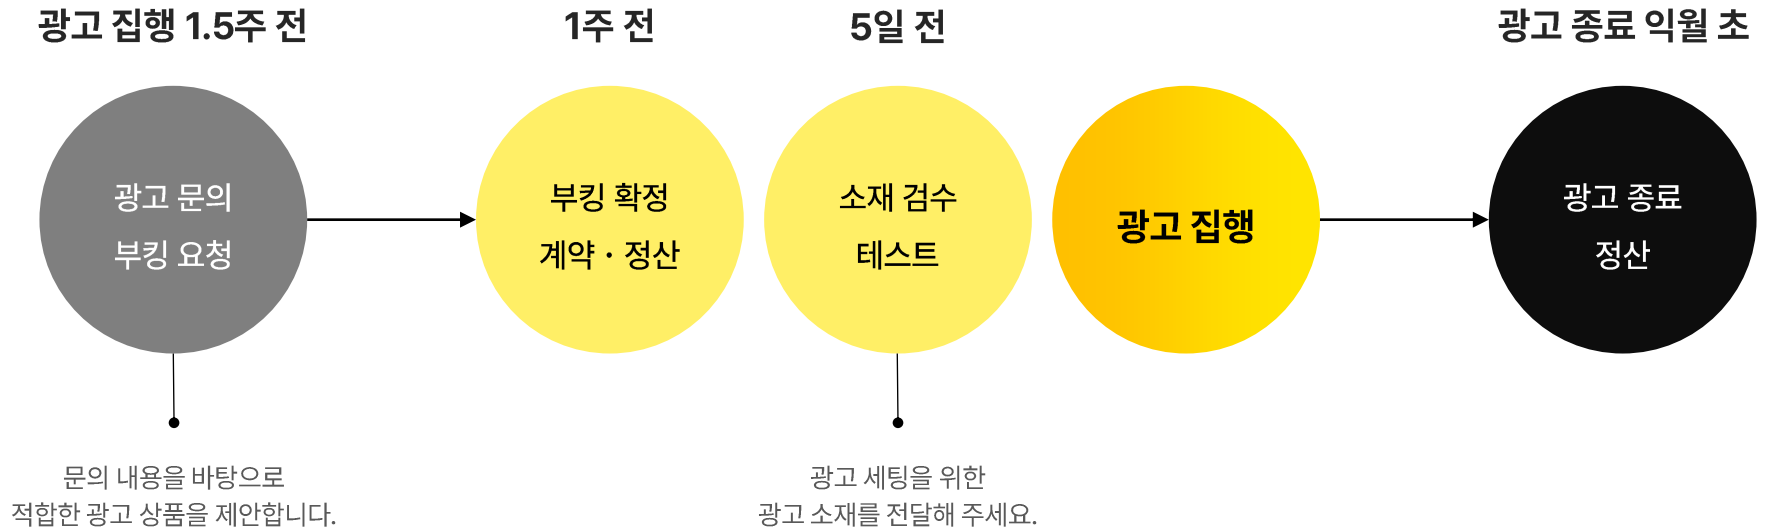 광고 집행 1.5주 전
1주 전
5일 전
광고 종료 익월 초
광고 문의
부킹 요청
부킹 확정
계약 · 정산
소재 검수
테스트
광고 집행
광고 종료
정산
문의 내용을 바탕으로
적합한 광고 상품을 제안합니다.
광고 세팅을 위한
광고 소재를 전달해 주세요.